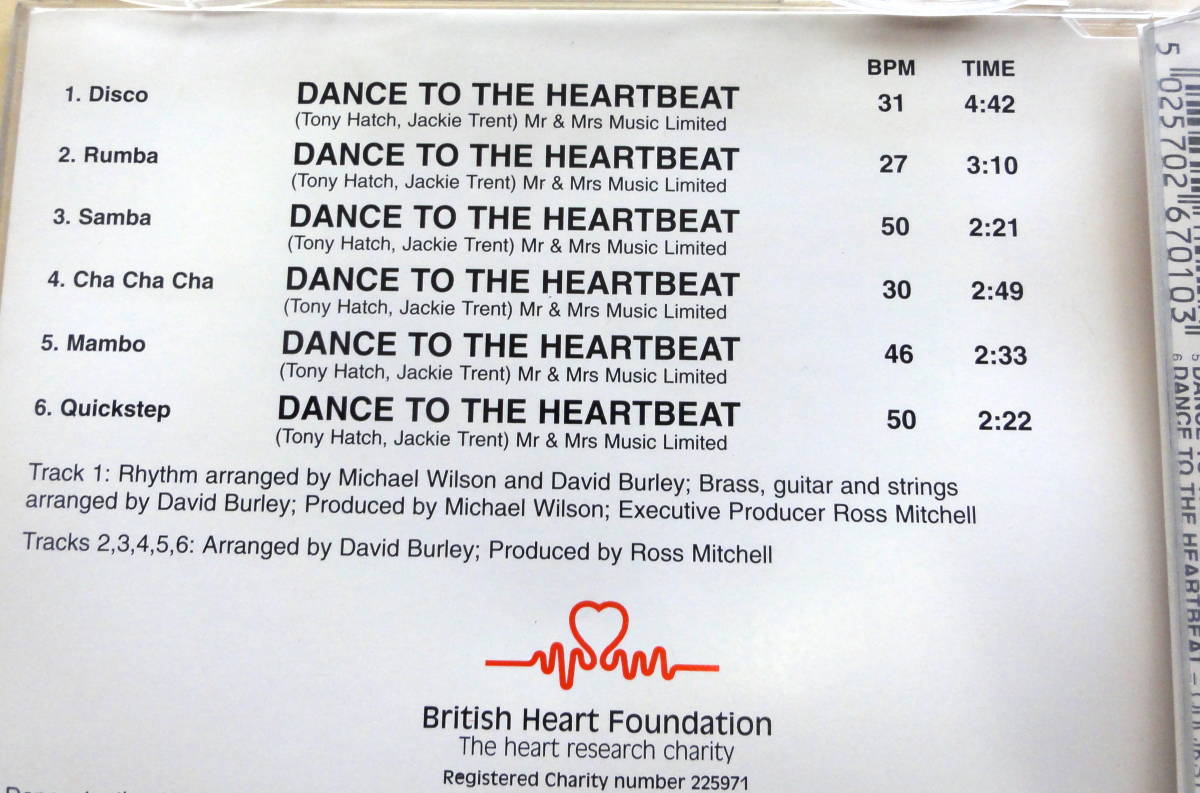 BPM TIME
1. Disco DANCE TO THE HEARTBEAT 31 4:42
(Tony Hatch, Jackie Trent) Mr & Mrs Music Limited
2. Rumba DANCE TO THE HEARTBEAT 27 3:10
(Tony Hatch, Jackie Trent) Mr & Mrs Music Limited
3. Samba DANCE TO THE HEARTBEAT 50 2:21
(Tony Hatch, Jackie Trent) Mr & Mrs Music Limited
4. Cha Cha Cha DANCE TO THE HEARTBEAT 30 2:49
(Tony Hatch, Jackie Trent) Mr & Mrs Music Limited
5. Mambo DANCE TO THE HEARTBEAT 46 2:33
(Tony Hatch, Jackie Trent) Mr & Mrs Music Limited
6. Quickstep DANCE TO THE HEARTBEAT 50 2:22
(Tony Hatch, Jackie Trent) Mr & Mrs Music Limited
Track 1: Rhythm arranged by Michael Wilson and David Burley; Brass, guitar and strings
arranged by David Burley; Produced by Michael Wilson; Executive Producer Ross Mitchell
Tracks 2,3,4,5,6: Arranged by David Burley; Produced by Ross Mitchell
British Heart Foundation
The heart research charity
Registered Charity number 225971
5 025702 670103
6 DANCE TO THE HEARTBEAT –